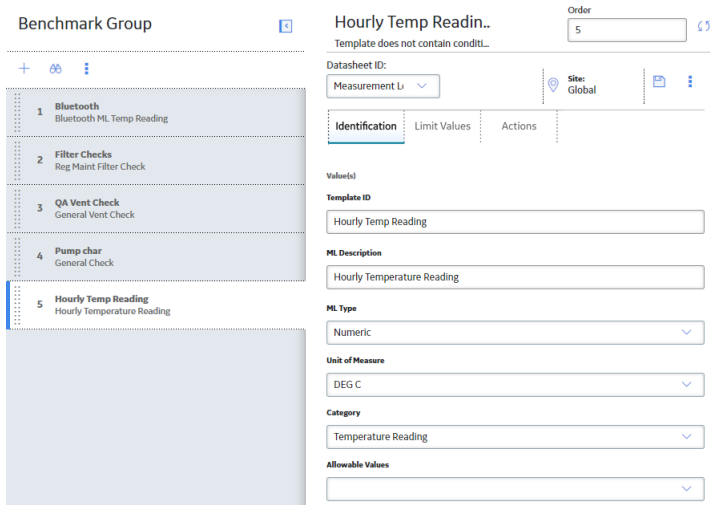 Benchmark Group
1
Bluetooth
Bluetooth ML Temp Reading
2
Filter Checks
Reg Maint Filter Check
3
QA Vent Check
General Vent Check
4
Pump char
General Check
5
Hourly Temp Reading
Hourly Temperature Reading
Hourly Temp Readin..
Template does not contain conditi...
Order
5
Datasheet ID:
Measurement Lo
Site:
Global
Identification
Limit Values
Actions
Value(s)
Template ID
Hourly Temp Reading
ML Description
Hourly Temperature Reading
ML Type
Numeric
Unit of Measure
DEG C
Category
Temperature Reading
Allowable Values